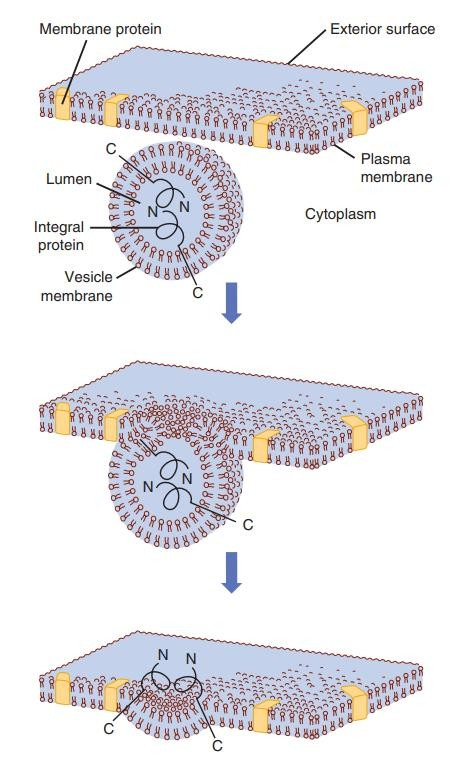 Membrane protein
Exterior surface
C
Plasma
membrane
Lumen
N
N
Cytoplasm
Integral
protein
Vesicle
membrane
C
N
N
C
N
N
C
C